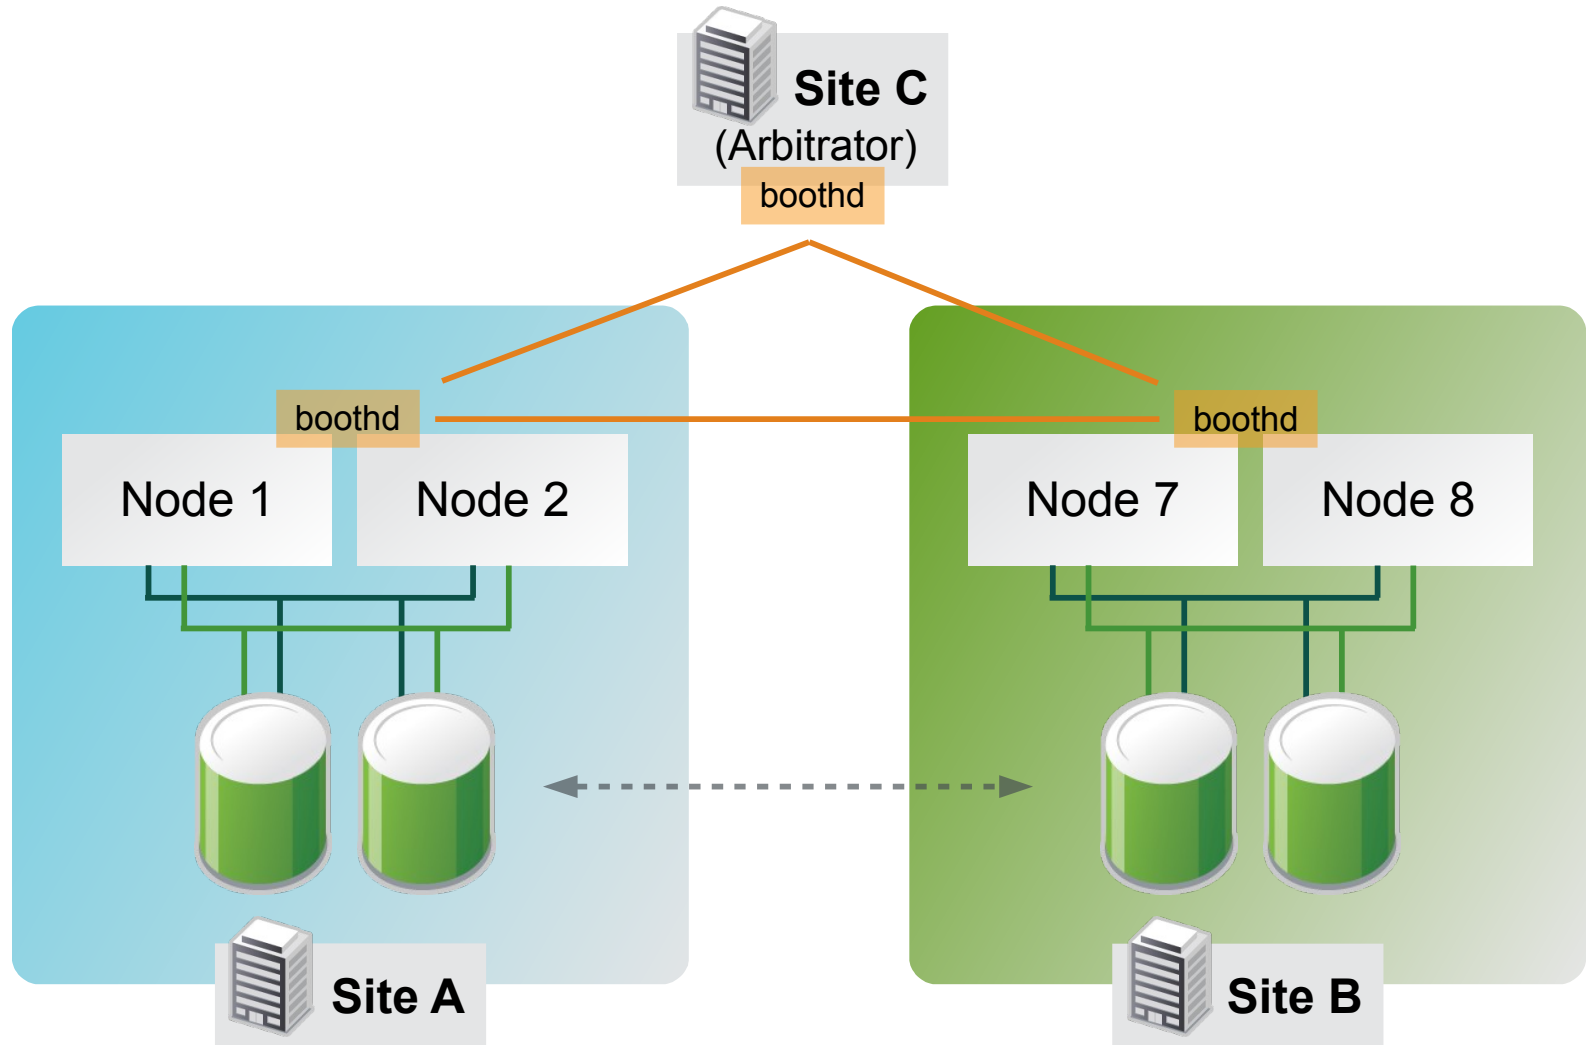 Site C
(Arbitrator)
boothd
boothd
boothd
Node 1
Node 2
Node 7
Node 8
Site A
Site B